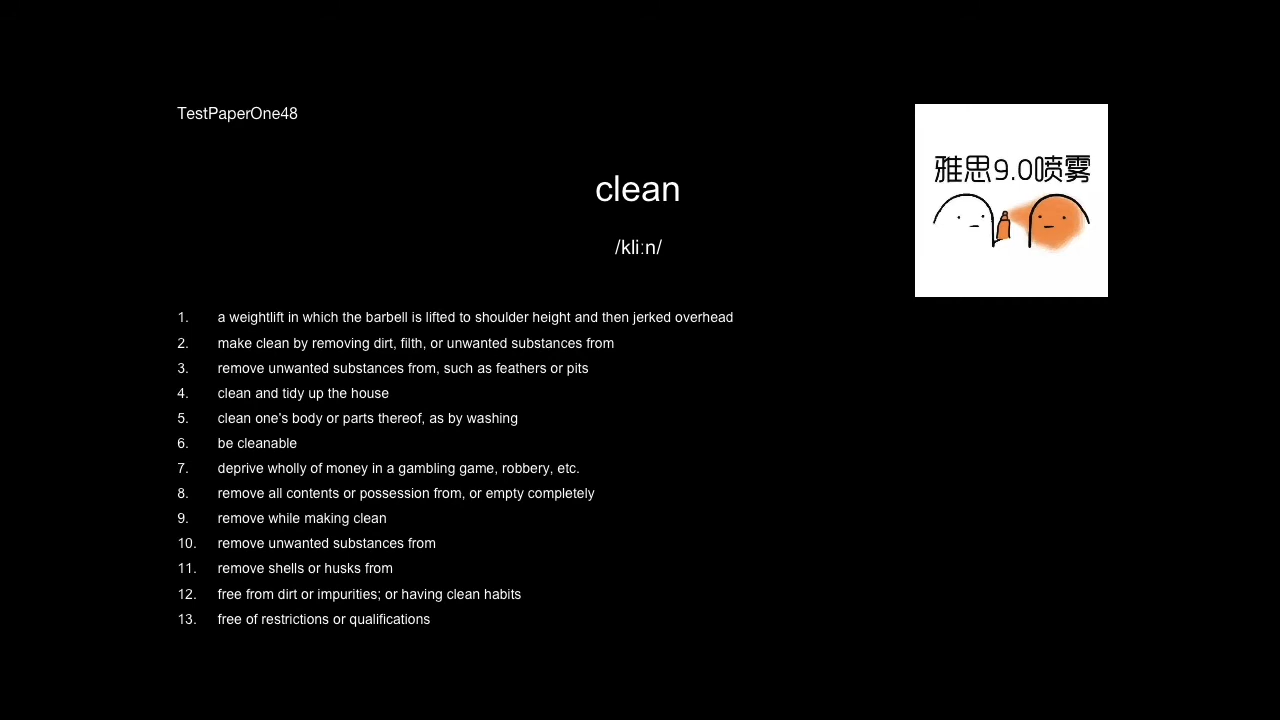 TestPaperOne48
雅思9.0喷雾
clean
/kliːn/
1. a weightlift in which the barbell is lifted to shoulder height and then jerked overhead
2. make clean by removing dirt, filth, or unwanted substances from
3. remove unwanted substances from, such as feathers or pits
4. clean and tidy up the house
5. clean one's body or parts thereof, as by washing
6. be cleanable
7. deprive wholly of money in a gambling game, robbery, etc.
8. remove all contents or possession from, or empty completely
9. remove while making clean
10. remove unwanted substances from
11. remove shells or husks from
12. free from dirt or impurities; or having clean habits
13. free of restrictions or qualifications